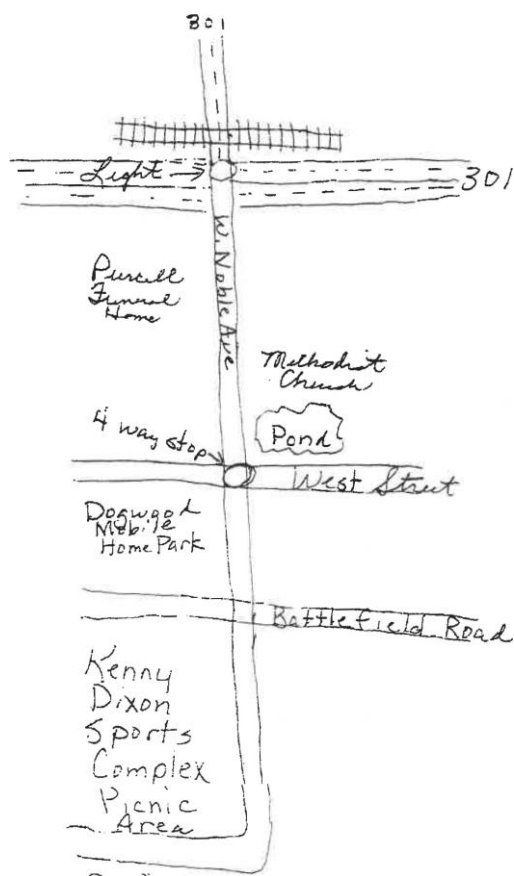 301
Light
301
W. Noble Ave
Purcell
Funeral
Home
Methodist
Church
4 way stop
Pond
West Street
Dogwood
Mobile
Home Park
Battlefield Road
Kenny
Dixon
Sports
Complex
Picnic
Area